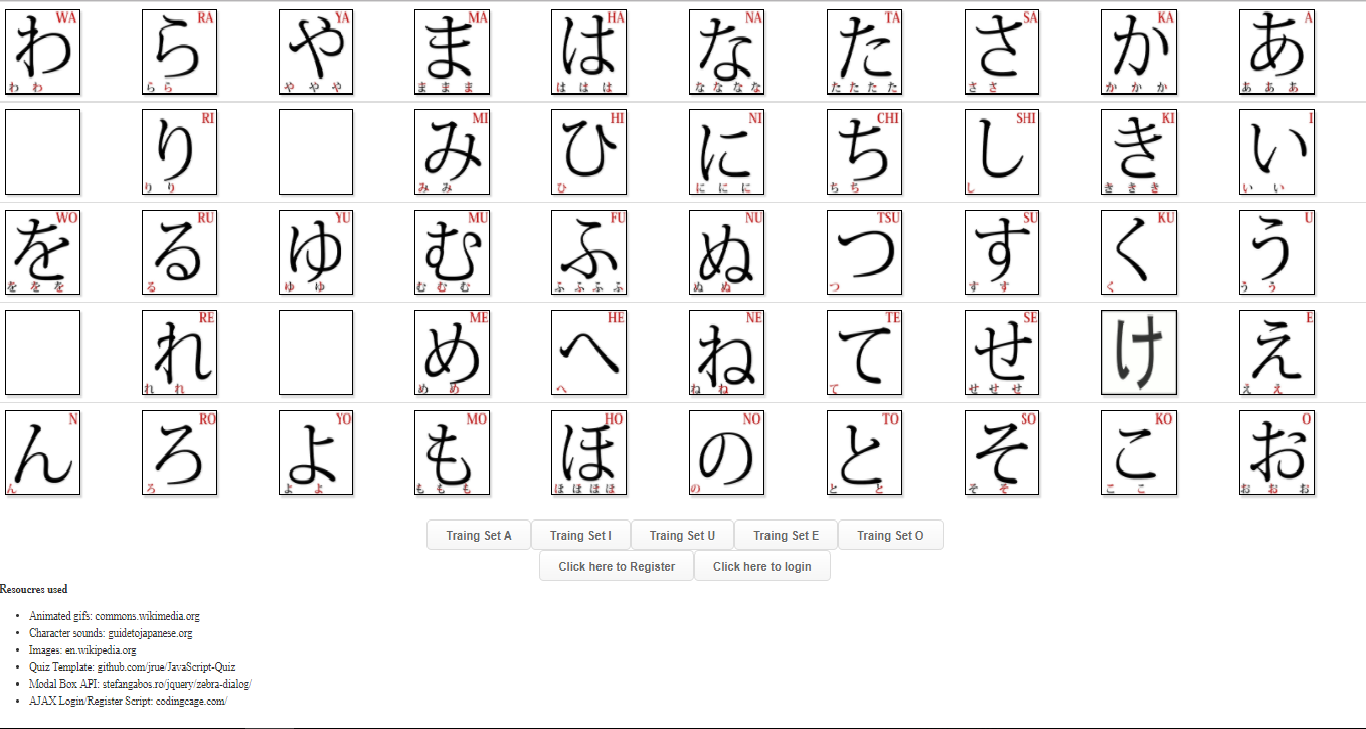 わ WA ら RA や YA ま MA は HA な NA た TA さ SA か KA あ A
わ わ ら ら や や や ま ま ま は は は な な な な た た た た さ さ か か か あ あ あ
り RI み MI ひ HI に NI ち CHI し SHI き KI い I
り り み み ひ に に に ち ち し き き き い い
を WO る RU ゆ YU む MU ふ FU ぬ NU つ TSU す SU く KU う U
を を を る ゆ ゆ む む む ふ ふ ふ ふ ぬ ぬ つ す す く う う
れ RE め ME へ HE ね NE て TE せ SE け え E
れ れ め め へ ね ね て せ せ せ え え
ん N ろ RO よ YO も MO ほ HO の NO と TO そ SO こ KO お O
ん ろ よ よ も も も ほ ほ ほ ほ の と と そ そ こ こ お お お
Traing Set A Traing Set I Traing Set U Traing Set E Traing Set O
Click here to Register Click here to login
Resoucres used
• Animated gifs: commons.wikimedia.org
• Character sounds: guidetojapanese.org
• Images: en.wikipedia.org
• Quiz Template: github.com/jrue/JavaScript-Quiz
• Modal Box API: stefangabos.ro/jquery/zebra-dialog/
• AJAX Login/Register Script: codingcage.com/